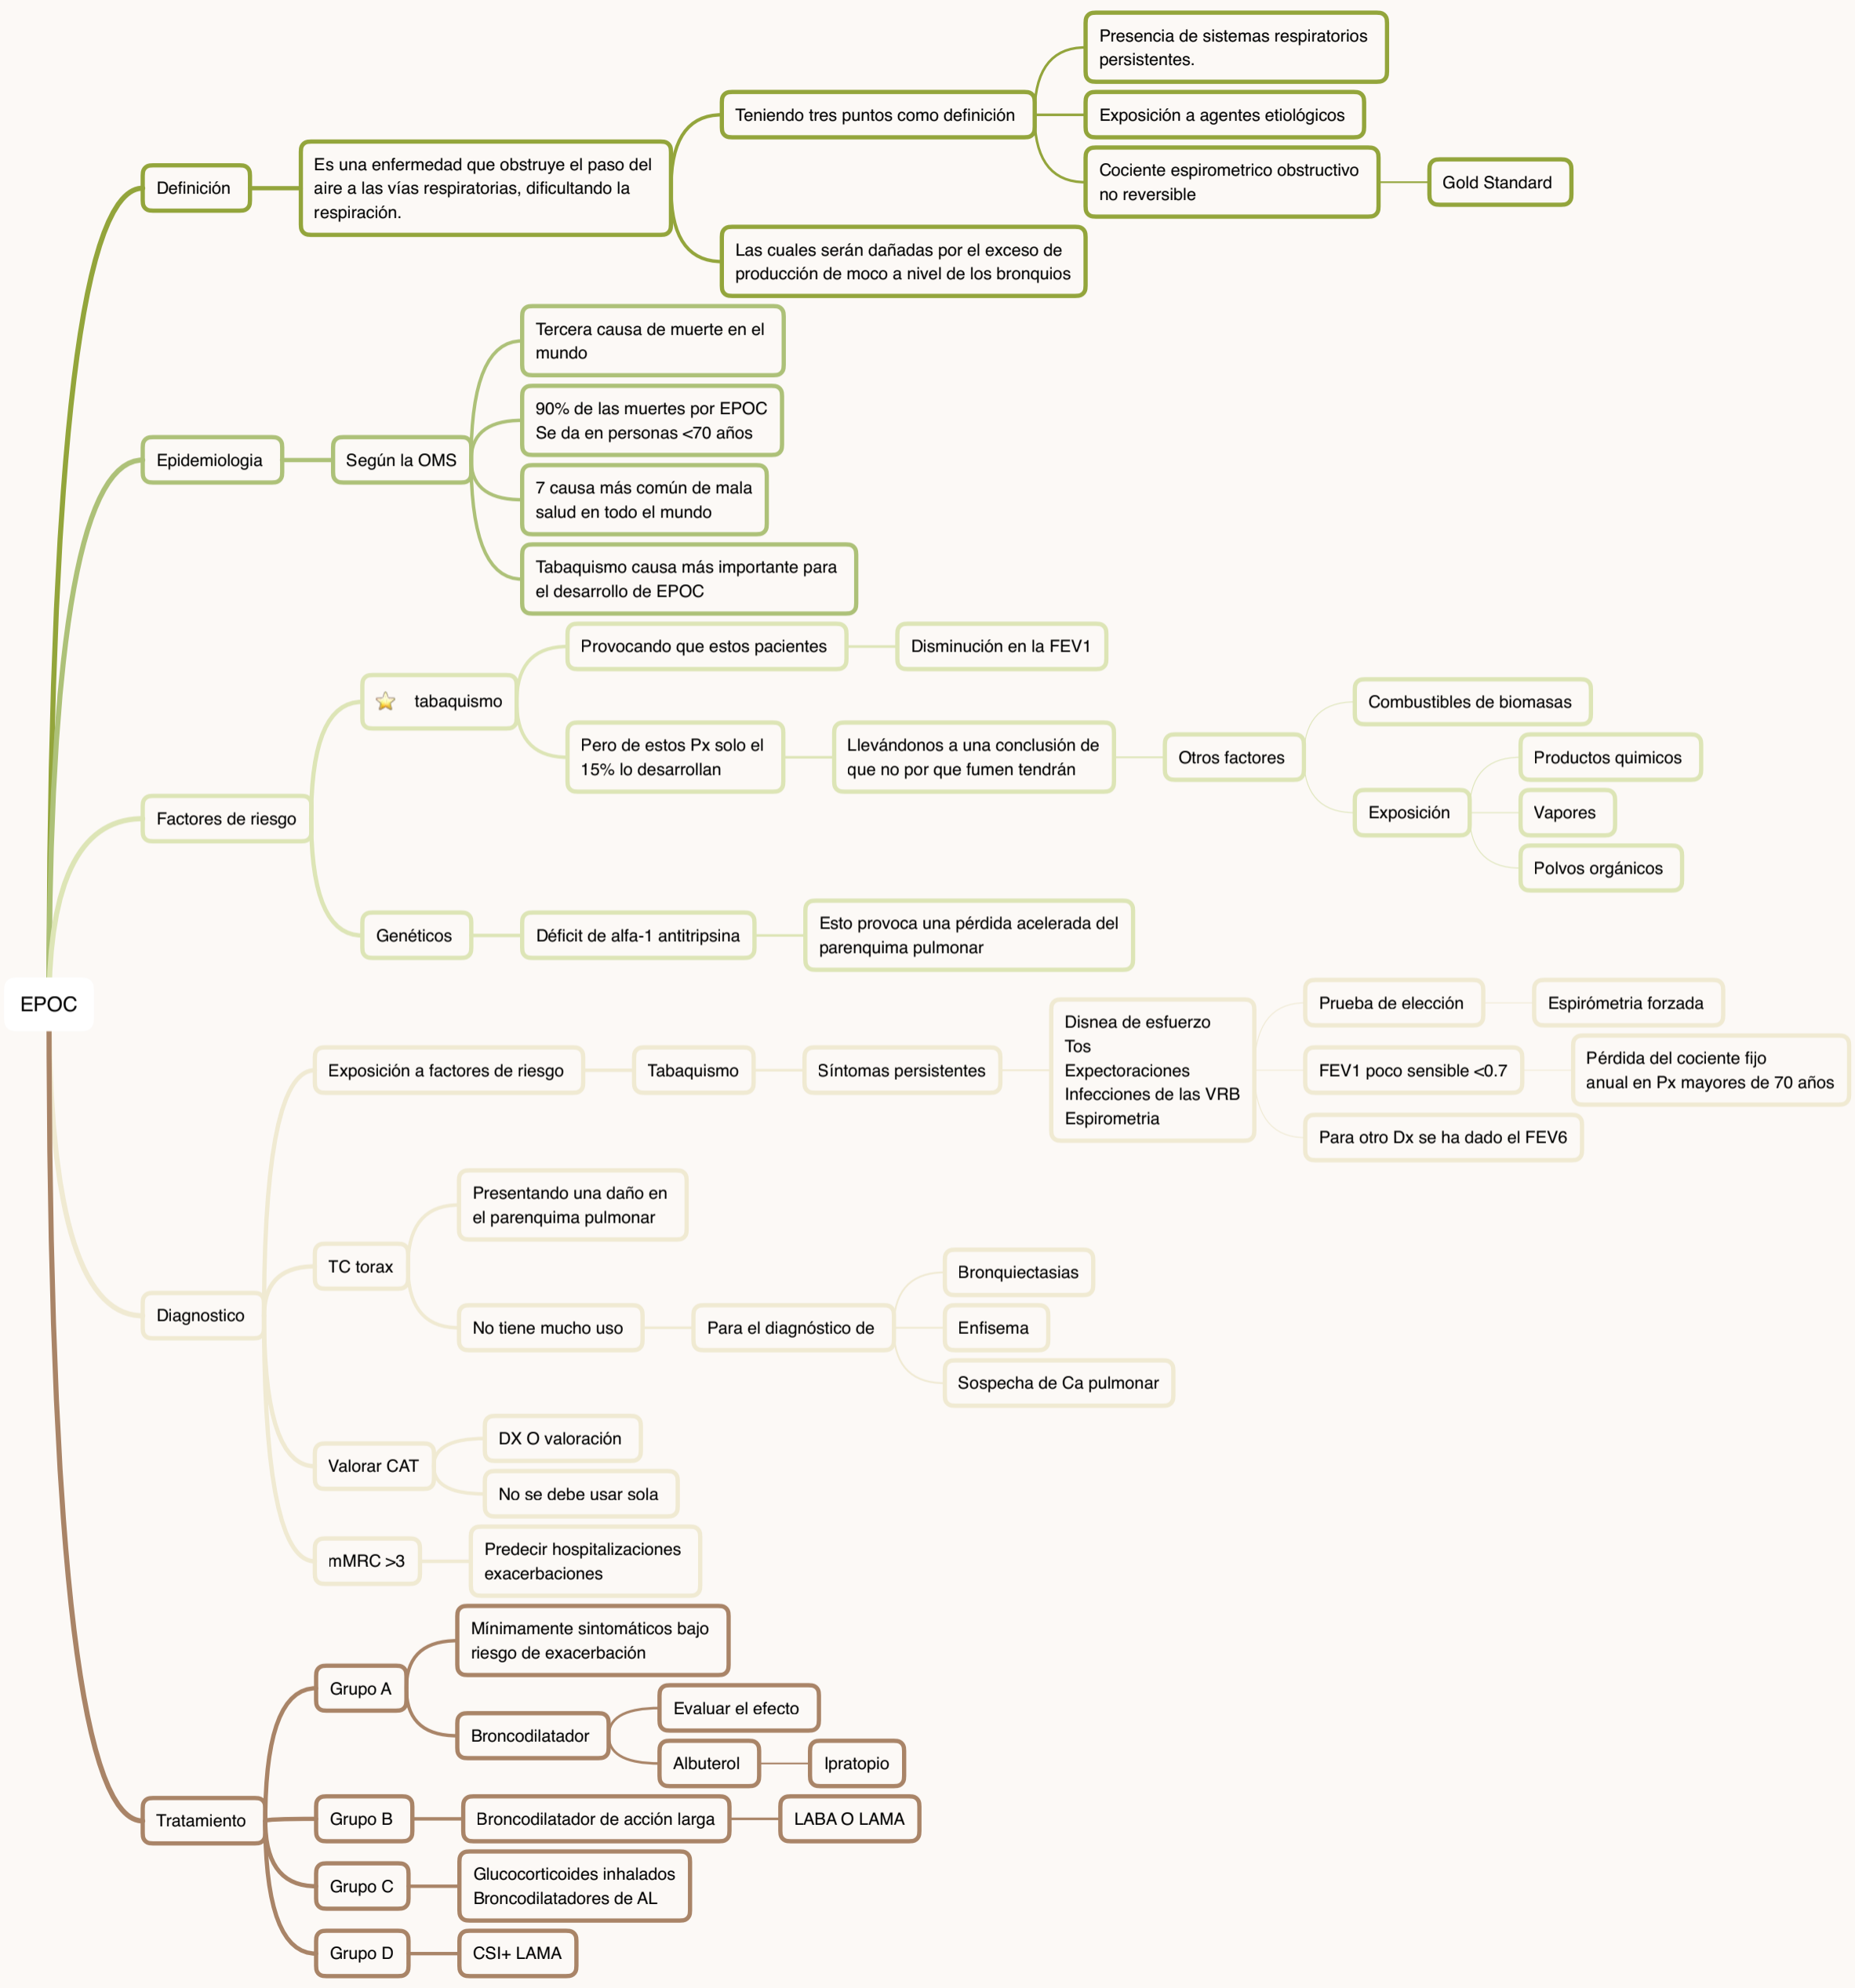 EPOC
Definición
Es una enfermedad que obstruye el paso del
aire a las vías respiratorias, dificultando la
respiración.
Teniendo tres puntos como definición
Presencia de sistemas respiratorios
persistentes.
Exposición a agentes etiológicos
Cociente espirometrico obstructivo
no reversible
Gold Standard
Las cuales serán dañadas por el exceso de
producción de moco a nivel de los bronquios
Epidemiologia
Según la OMS
Tercera causa de muerte en el
mundo
90% de las muertes por EPOC
Se da en personas <70 años
7 causa más común de mala
salud en todo el mundo
Tabaquismo causa más importante para
el desarrollo de EPOC
Factores de riesgo
tabaquismo
Provocando que estos pacientes
Disminución en la FEV1
Pero de estos Px solo el
15% lo desarrollan
Llevándonos a una conclusión de
que no por que fumen tendrán
Otros factores
Combustibles de biomasas
Exposición
Productos quimicos
Vapores
Polvos orgánicos
Genéticos
Déficit de alfa-1 antitripsina
Esto provoca una pérdida acelerada del
parenquima pulmonar
Diagnostico
Exposición a factores de riesgo
Tabaquismo
Síntomas persistentes
Disnea de esfuerzo
Tos
Expectoraciones
Infecciones de las VRB
Espirometria
Prueba de elección
Espirómetria forzada
FEV1 poco sensible <0.7
Pérdida del cociente fijo
anual en Px mayores de 70 años
Para otro Dx se ha dado el FEV6
TC torax
Presentando una daño en
el parenquima pulmonar
No tiene mucho uso
Para el diagnóstico de
Bronquiectasias
Enfisema
Sospecha de Ca pulmonar
Valorar CAT
DX O valoración
No se debe usar sola
mMRC >3
Predecir hospitalizaciones
exacerbaciones
Tratamiento
Grupo A
Mínimamente sintomáticos bajo
riesgo de exacerbación
Broncodilatador
Evaluar el efecto
Albuterol
Ipratopio
Grupo B
Broncodilatador de acción larga
LABA O LAMA
Grupo C
Glucocorticoides inhalados
Broncodilatadores de AL
Grupo D
CSI+ LAMA